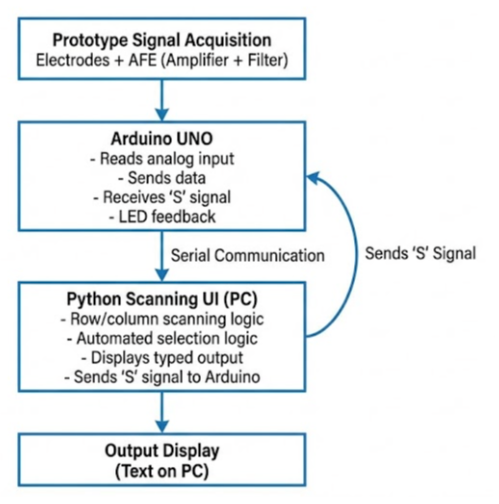 Prototype Signal Acquisition
Electrodes + AFE (Amplifier + Filter)
Arduino UNO
- Reads analog input
- Sends data
- Receives 'S' signal
- LED feedback
Serial Communication
Sends 'S' Signal
Python Scanning UI (PC)
- Row/column scanning logic
- Automated selection logic
- Displays typed output
- Sends 'S' signal to Arduino
Output Display
(Text on PC)